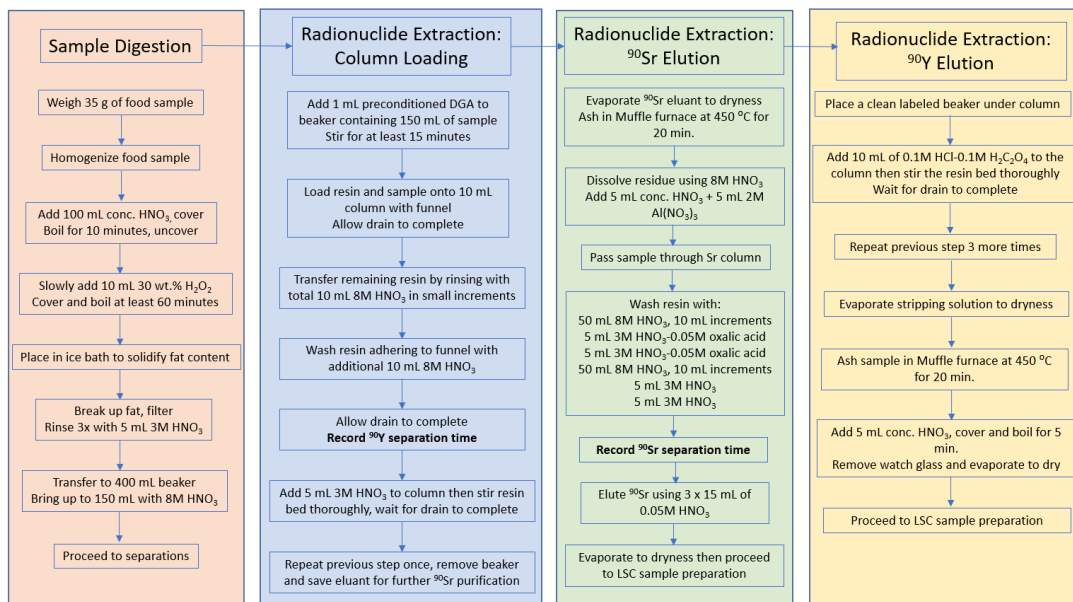 Sample Digestion
Weigh 35 g of food sample
Homogenize food sample
Add 100 mL conc. HNO₃, cover
Boil for 10 minutes, uncover
Slowly add 10 mL 30 wt.% H₂O₂
Cover and boil at least 60 minutes
Place in ice bath to solidify fat content
Break up fat, filter
Rinse 3x with 5 mL 3M HNO₃
Transfer to 400 mL beaker
Bring up to 150 mL with 8M HNO₃
Proceed to separations
Radionuclide Extraction:
Column Loading
Add 1 mL preconditioned DGA to
beaker containing 150 mL of sample
Stir for at least 15 minutes
Load resin and sample onto 10 mL
column with funnel
Allow drain to complete
Transfer remaining resin by rinsing with
total 10 mL 8M HNO₃ in small increments
Wash resin adhering to funnel with
additional 10 mL 8M HNO₃
Allow drain to complete
Record ⁹⁰Y separation time
Add 5 mL 3M HNO₃ to column then stir resin
bed thoroughly, wait for drain to complete
Repeat previous step once, remove beaker
and save eluant for further ⁹⁰Sr purification
Radionuclide Extraction:
⁹⁰Sr Elution
Evaporate ⁹⁰Sr eluant to dryness
Ash in Muffle furnace at 450 °C for
20 min.
Dissolve residue using 8M HNO₃
Add 5 mL conc. HNO₃ + 5 mL 2M
Al(NO₃)₃
Pass sample through Sr column
Wash resin with:
50 mL 8M HNO₃, 10 mL increments
5 mL 3M HNO₃-0.05M oxalic acid
5 mL 3M HNO₃-0.05M oxalic acid
50 mL 8M HNO₃, 10 mL increments
5 mL 3M HNO₃
5 mL 3M HNO₃
Record ⁹⁰Sr separation time
Elute ⁹⁰Sr using 3 x 15 mL of
0.05M HNO₃
Evaporate to dryness then proceed
to LSC sample preparation
Radionuclide Extraction:
⁹⁰Y Elution
Place a clean labeled beaker under column
Add 10 mL of 0.1M HCl-0.1M H₂C₂O₄ to the
column then stir the resin bed thoroughly
Wait for drain to complete
Repeat previous step 3 more times
Evaporate stripping solution to dryness
Ash sample in Muffle furnace at 450 °C
for 20 min.
Add 5 mL conc. HNO₃, cover and boil for 5
min.
Remove watch glass and evaporate to dry
Proceed to LSC sample preparation